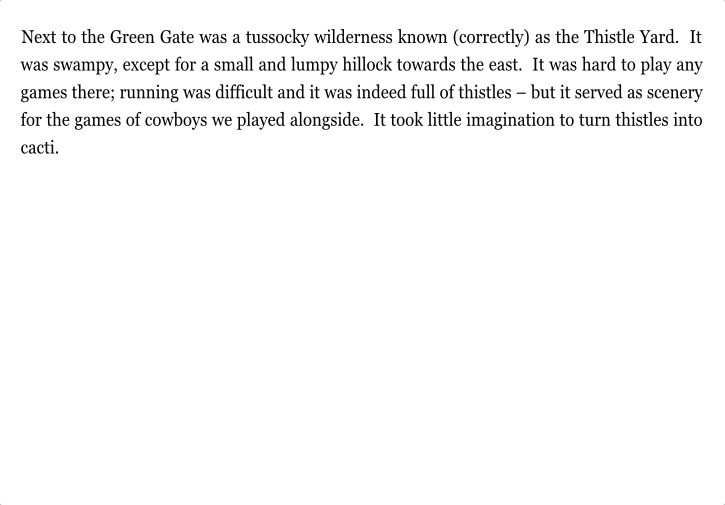 Next to the Green Gate was a tussocky wilderness known (correctly) as the Thistle Yard.  It
was swampy, except for a small and lumpy hillock towards the east.  It was hard to play any
games there; running was difficult and it was indeed full of thistles – but it served as scenery
for the games of cowboys we played alongside.  It took little imagination to turn thistles into
cacti.